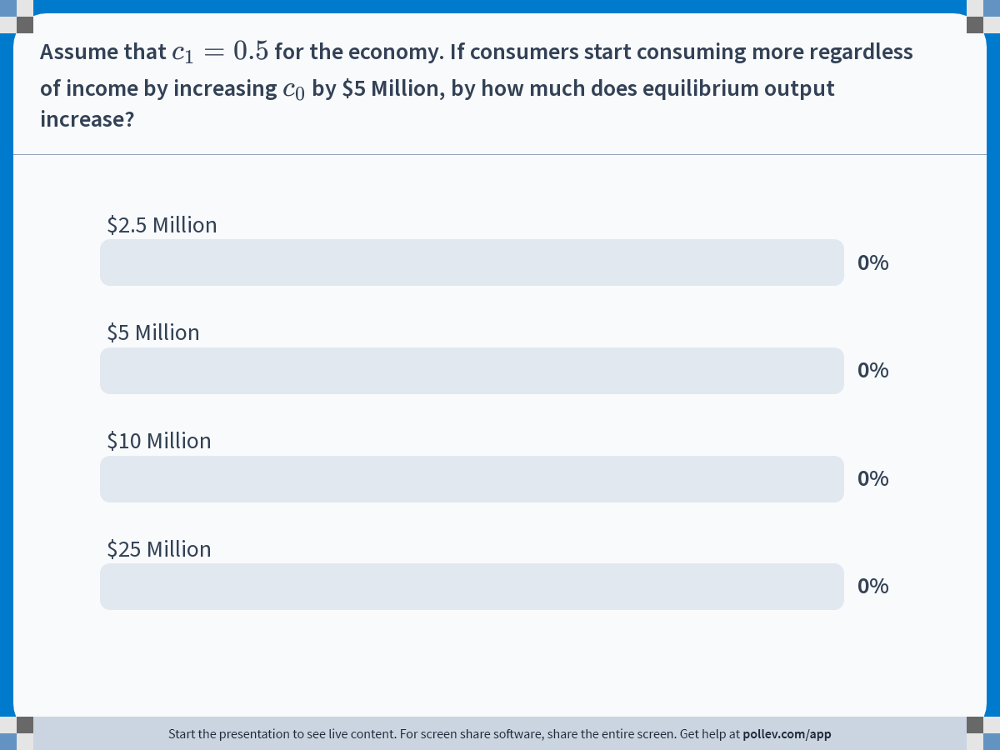 Assume that c₁ = 0.5 for the economy. If consumers start consuming more regardless
of income by increasing c₀ by $5 Million, by how much does equilibrium output
increase?
$2.5 Million
0%
$5 Million
0%
$10 Million
0%
$25 Million
0%
Start the presentation to see live content. For screen share software, share the entire screen. Get help at pollev.com/app